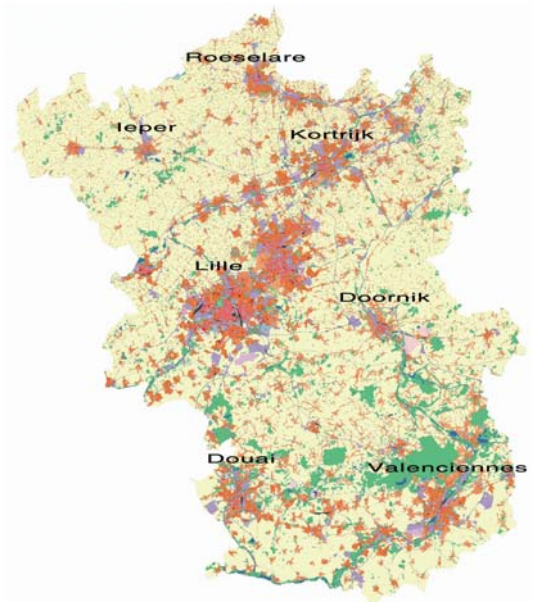 Roeselare
Ieper
Kortrijk
Lille
Doornik
Douai
Valenciennes